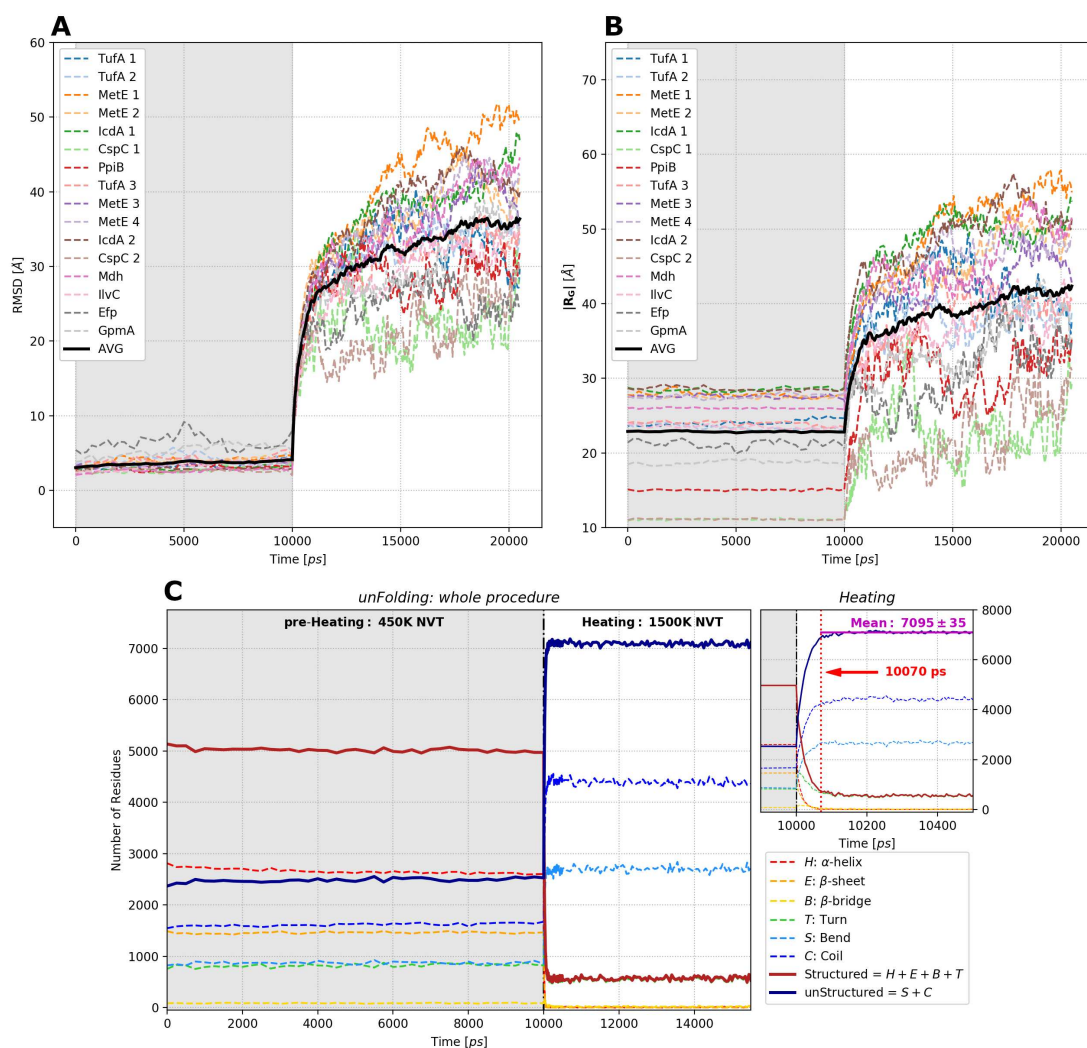 A
RMSD [Å]
60
50
40
30
20
10
0
0
5000
10000
15000
20000
Time [ps]
TufA 1
TufA 2
MetE 1
MetE 2
IcdA 1
CspC 1
PpiB
TufA 3
MetE 3
MetE 4
IcdA 2
CspC 2
Mdh
IlvC
Efp
GpmA
AVG
B
|R_G| [Å]
70
60
50
40
30
20
10
0
5000
10000
15000
20000
Time [ps]
TufA 1
TufA 2
MetE 1
MetE 2
IcdA 1
CspC 1
PpiB
TufA 3
MetE 3
MetE 4
IcdA 2
CspC 2
Mdh
IlvC
Efp
GpmA
AVG
C
unFolding: whole procedure
pre-Heating: 450K NVT
Heating: 1500K NVT
Number of Residues
7000
6000
5000
4000
3000
2000
1000
0
0
2000
4000
6000
8000
10000
12000
14000
Time [ps]
Heating
Mean: 7095 ± 35
10070 ps
8000
6000
4000
2000
0
10000
10200
10400
Time [ps]
H: α-helix
E: β-sheet
B: β-bridge
T: Turn
S: Bend
C: Coil
Structured = H + E + B + T
unStructured = S + C